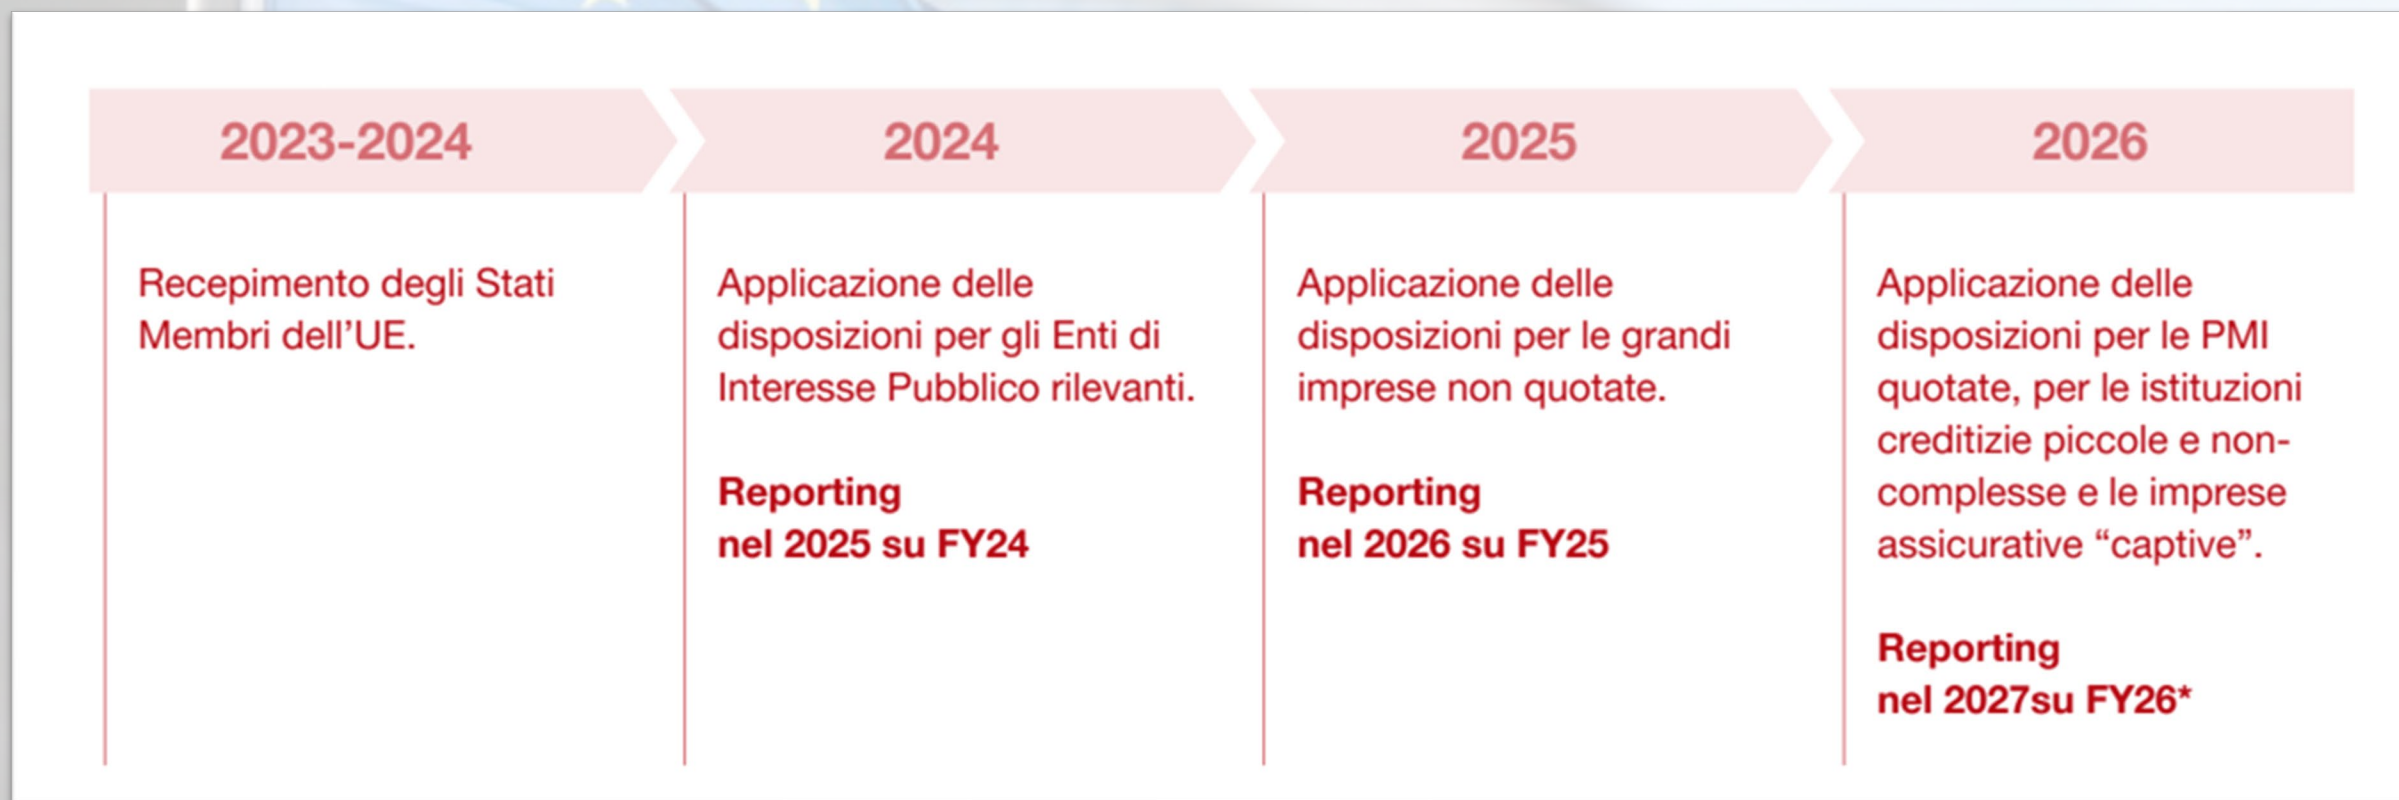 2023-2024
Recepimento degli Stati
Membri dell’UE.
2024
Applicazione delle
disposizioni per gli Enti di
Interesse Pubblico rilevanti.
Reporting
nel 2025 su FY24
2025
Applicazione delle
disposizioni per le grandi
imprese non quotate.
Reporting
nel 2026 su FY25
2026
Applicazione delle
disposizioni per le PMI
quotate, per le istituzioni
creditizie piccole e non-
complesse e le imprese
assicurative “captive”.
Reporting
nel 2027su FY26*